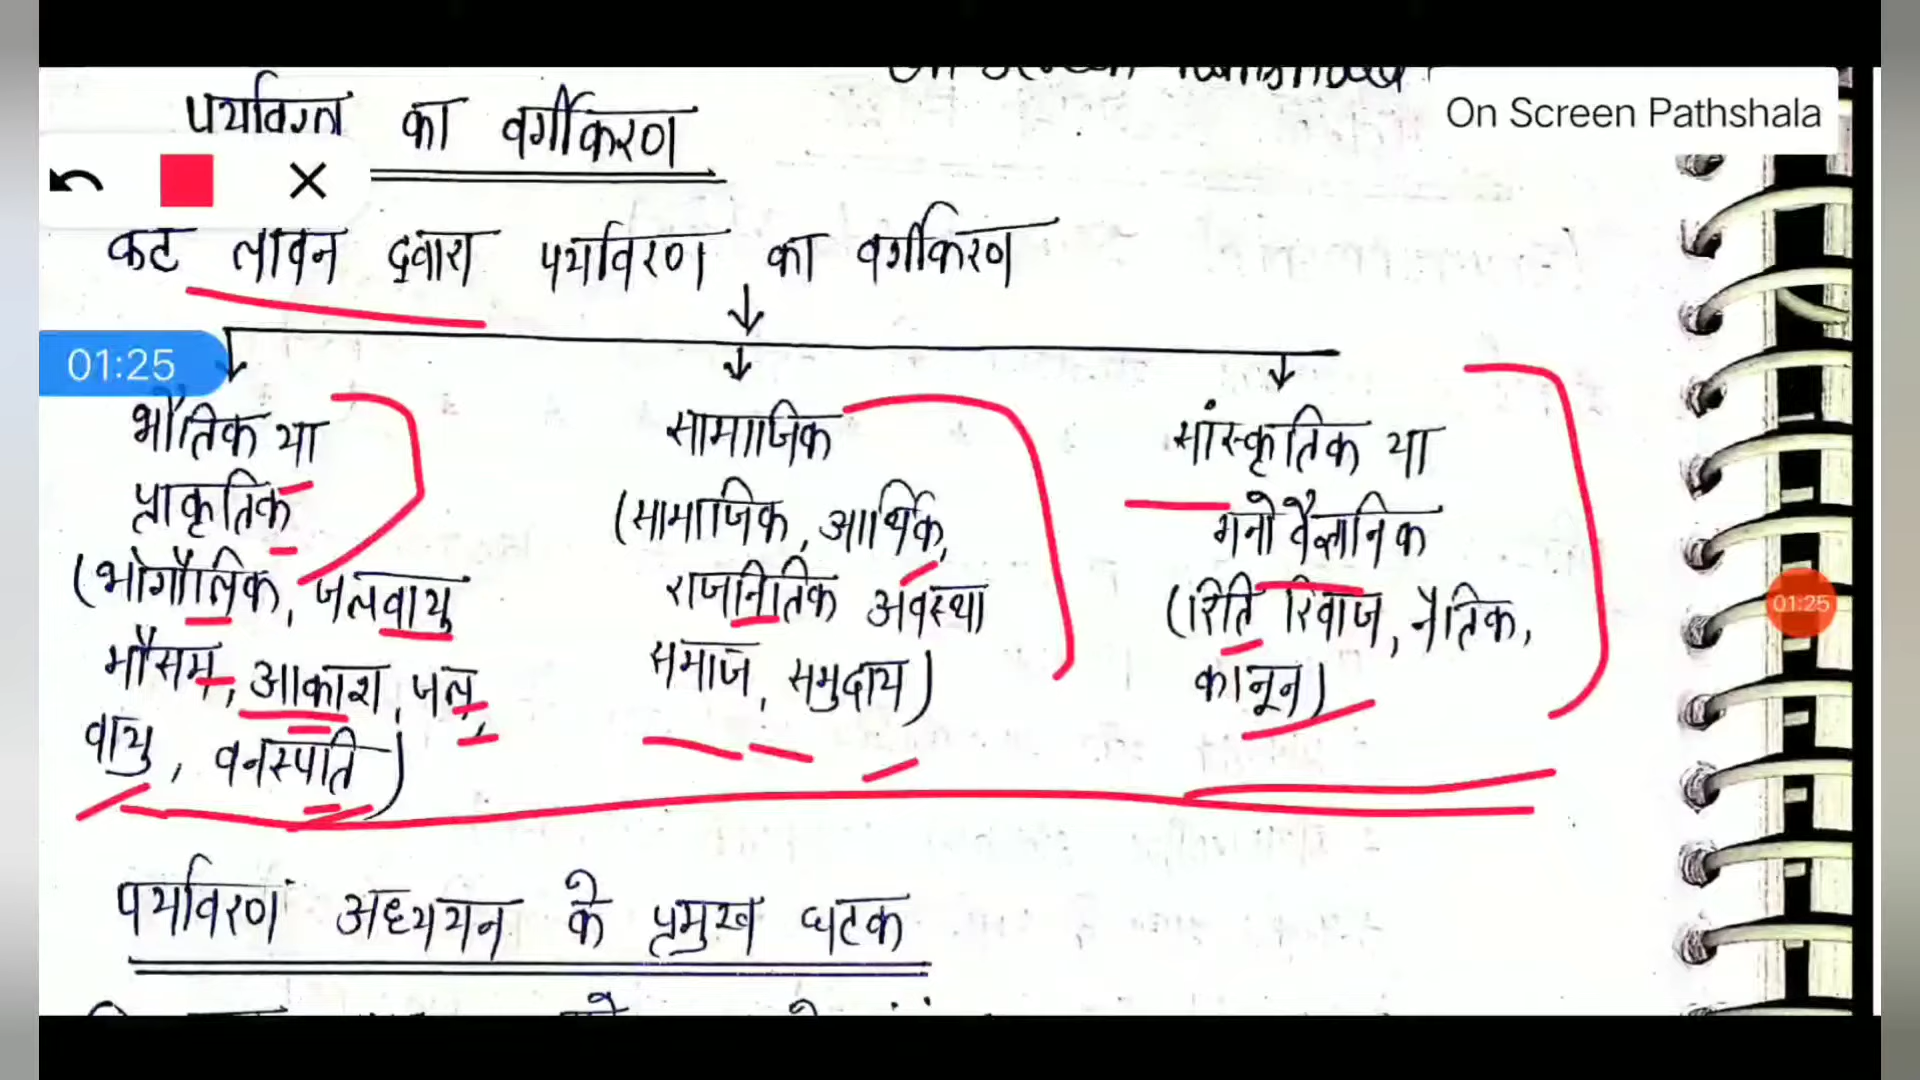 On Screen Pathshala
पर्यावरण का वर्गीकरण
कर्ट लावन द्वारा पर्यावरण का वर्गीकरण
01:25
भौतिक या
प्राकृतिक
(भोगौलिक, जलवायु
मौसम, आकाश, जल,
वायु, वनस्पति)
सामाजिक
(सामाजिक, आर्थिक,
राजनितिक अवस्था
समाज, समुदाय)
सांस्कृतिक या
मनोवैज्ञानिक
(रिति रिवाज, नैतिक,
कानून)
01:25
पर्यावरण अध्ययन के प्रमुख घटक